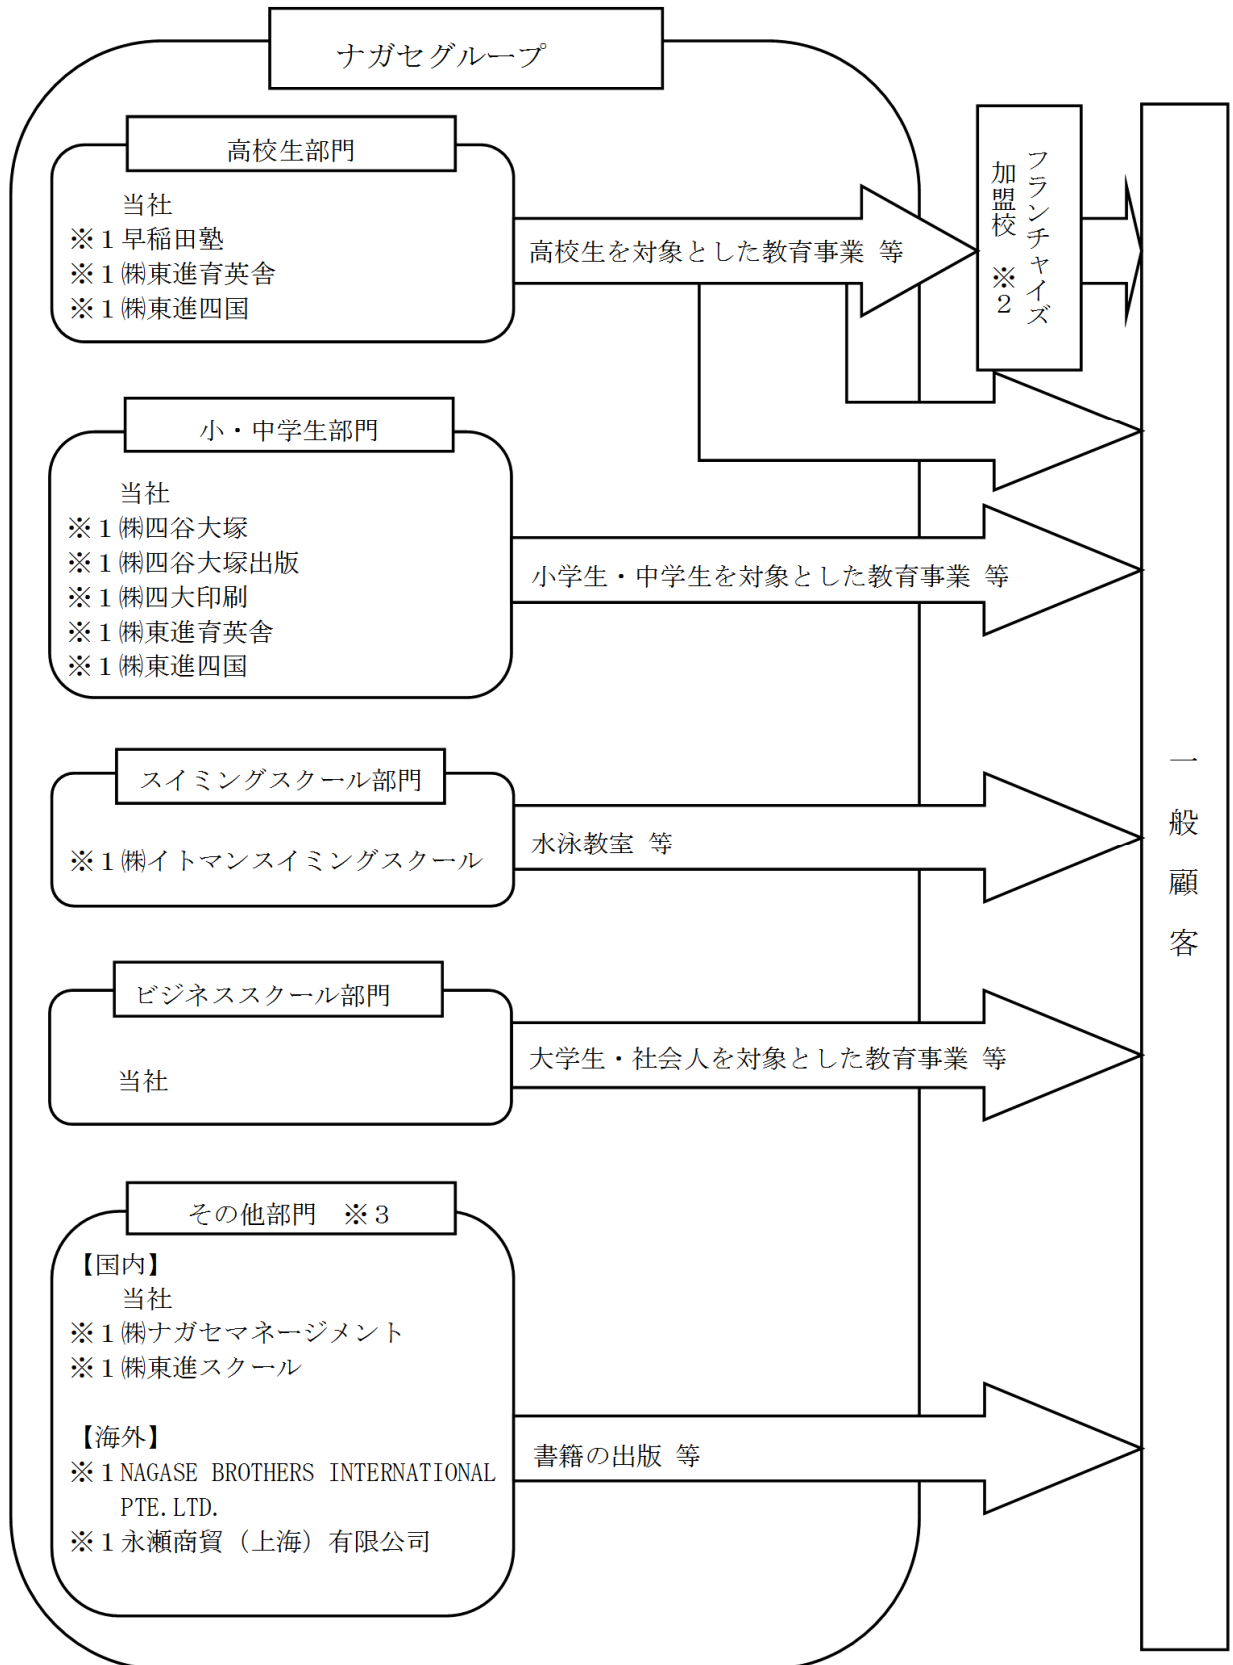 ナガセグループ
高校生部門
当社
※１早稲田塾
※１㈱東進育英舎
※１㈱東進四国
高校生を対象とした教育事業 等
フランチャイズ
加盟校 ※２
小・中学生部門
当社
※１㈱四谷大塚
※１㈱四谷大塚出版
※１㈱四大印刷
※１㈱東進育英舎
※１㈱東進四国
小学生・中学生を対象とした教育事業 等
スイミングスクール部門
※１㈱イトマンスイミングスクール
水泳教室 等
ビジネススクール部門
当社
大学生・社会人を対象とした教育事業 等
その他部門　※３
【国内】
当社
※１㈱ナガセマネージメント
※１㈱東進スクール
【海外】
※１NAGASE BROTHERS INTERNATIONAL
PTE.LTD.
※１永瀬商貿（上海）有限公司
書籍の出版 等
一般顧客